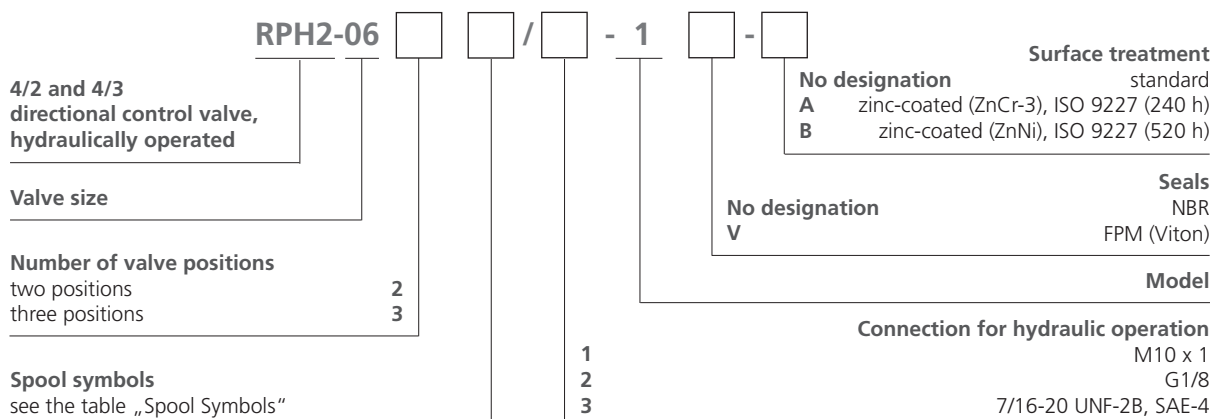 RPH2-06 / - 1 -
4/2 and 4/3
directional control valve,
hydraulically operated
Valve size
Number of valve positions
two positions 2
three positions 3
Spool symbols
see the table „Spool Symbols“
Surface treatment
No designation standard
A zinc-coated (ZnCr-3), ISO 9227 (240 h)
B zinc-coated (ZnNi), ISO 9227 (520 h)
Seals
No designation NBR
V FPM (Viton)
Model
Connection for hydraulic operation
1 M10 x 1
2 G1/8
3 7/16-20 UNF-2B, SAE-4